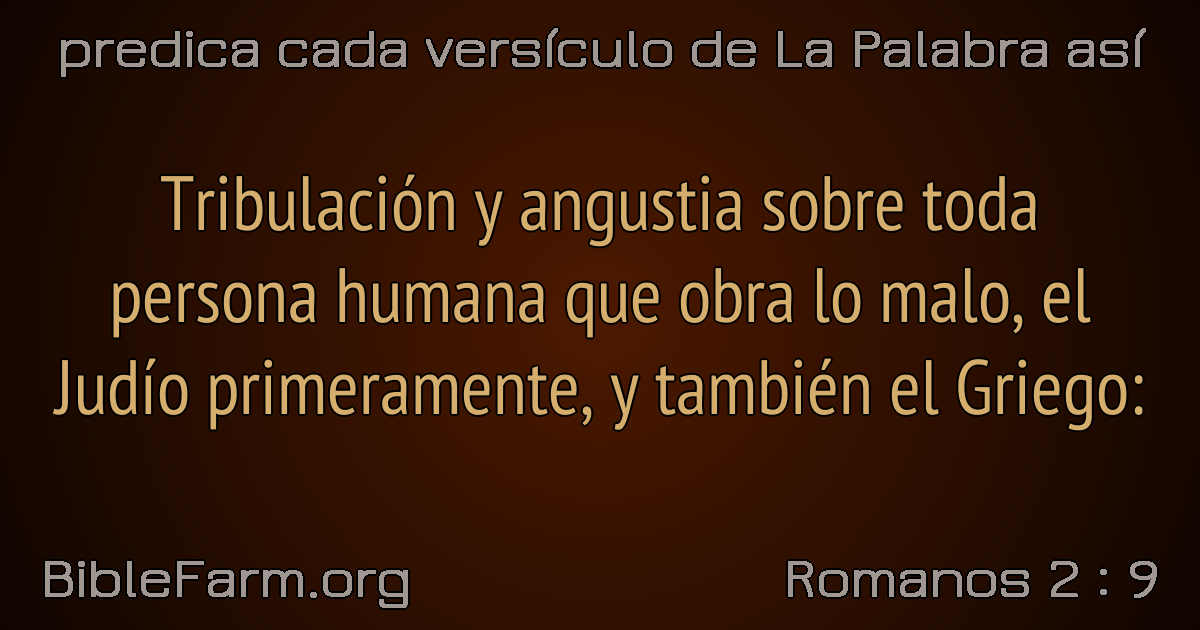 predica cada versículo de La Palabra así
Tribulación y angustia sobre toda
persona humana que obra lo malo, el
Judío primeramente, y también el Griego:
BibleFarm.org
Romanos 2 : 9